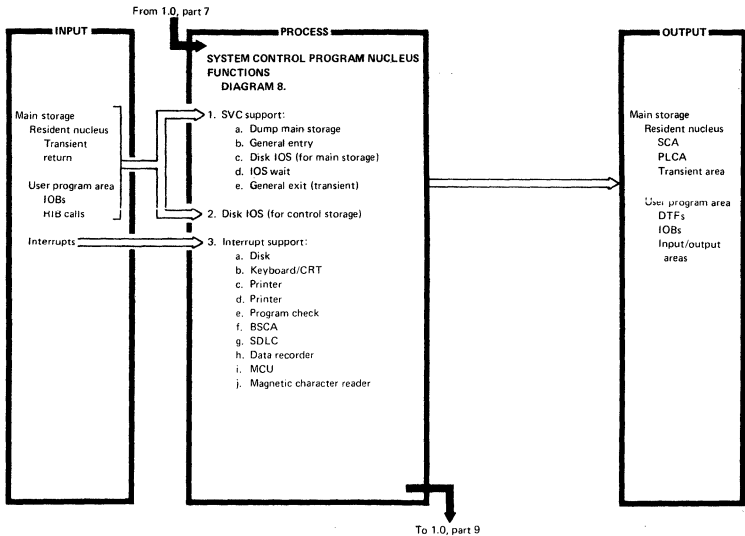 From 1.0, part 7
INPUT
Main storage
Resident nucleus
Transient
return
User program area
IOBs
RIB calls
Interrupts
PROCESS
SYSTEM CONTROL PROGRAM NUCLEUS
FUNCTIONS
DIAGRAM 8.
1. SVC support:
a. Dump main storage
b. General entry
c. Disk IOS (for main storage)
d. IOS wait
e. General exit (transient)
2. Disk IOS (for control storage)
3. Interrupt support:
a. Disk
b. Keyboard/CRT
c. Printer
d. Printer
e. Program check
f. BSCA
g. SDLC
h. Data recorder
i. MCU
j. Magnetic character reader
OUTPUT
Main storage
Resident nucleus
SCA
PLCA
Transient area
User program area
DTFs
IOBs
Input/output
areas
To 1.0, part 9